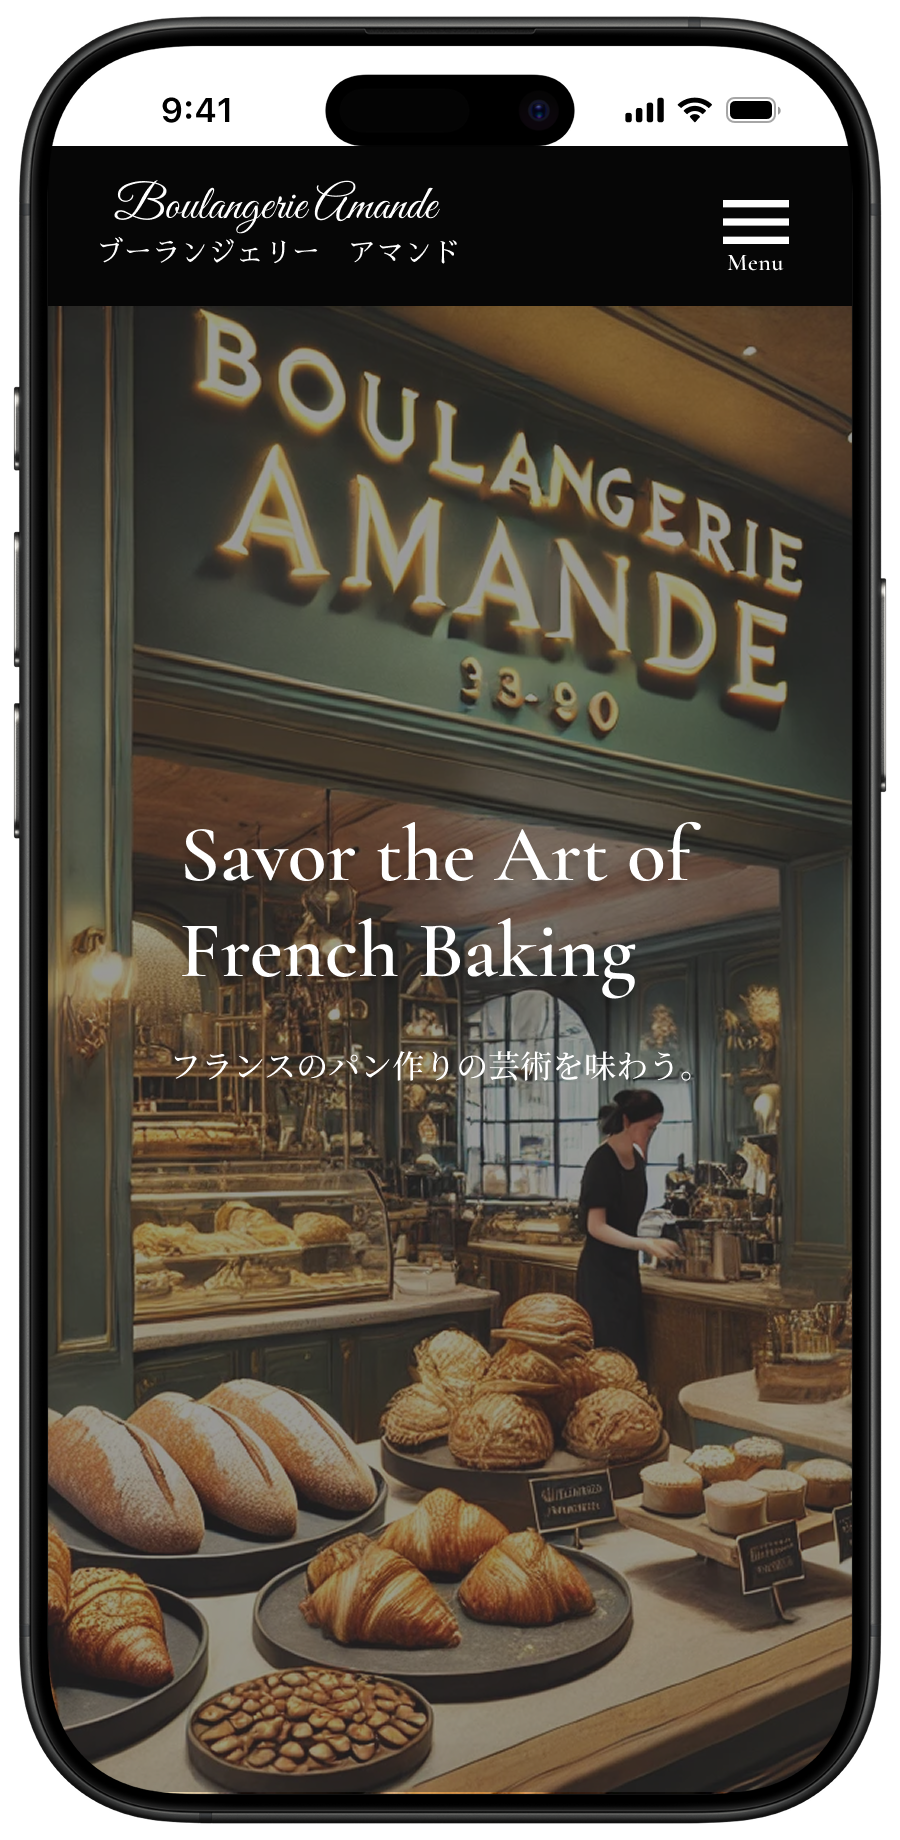 9:41
Boulangerie Amande
ブーランジェリー　アマンド
Menu
BOULANGERIE
AMANDE
33-90
Savor the Art of
French Baking
フランスのパン作りの芸術を味わう。